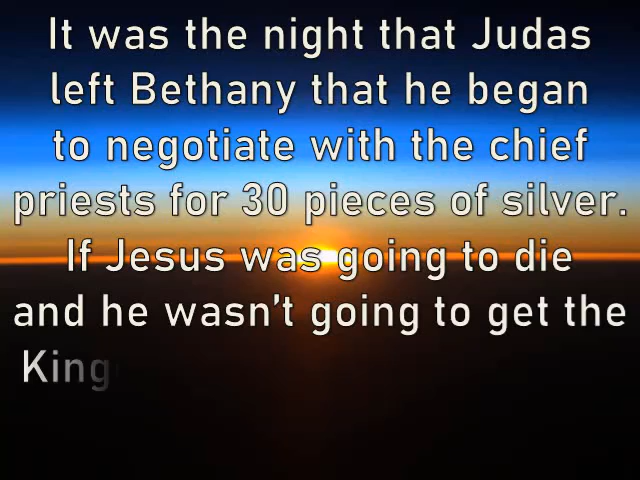 It was the night that Judas
left Bethany that he began
to negotiate with the chief
priests for 30 pieces of silver.
If Jesus was going to die
and he wasn't going to get the
King